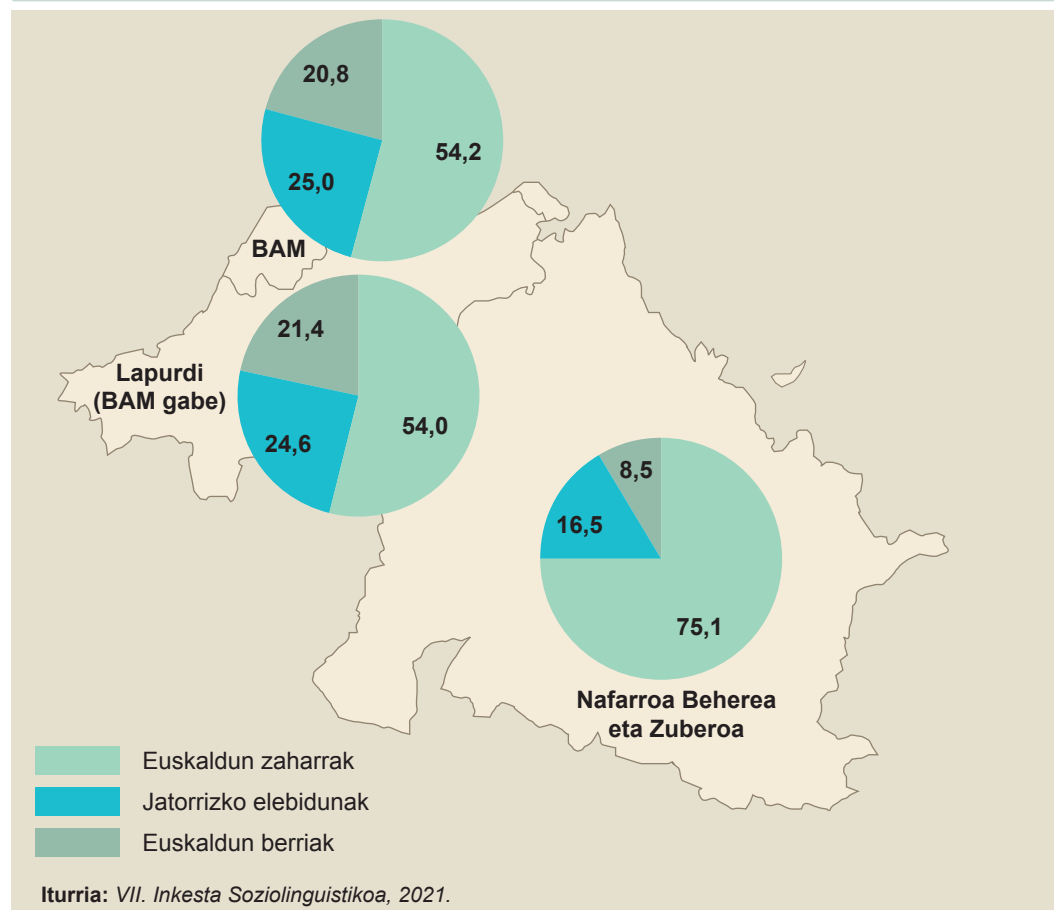 20,8
54,2
25,0
BAM
21,4
Lapurdi
(BAM gabe)
54,0
24,6
8,5
16,5
75,1
Nafarroa Beherea
eta Zuberoa
Euskaldun zaharrak
Jatorrizko elebidunak
Euskaldun berriak
Iturria: VII. Inkesta Soziolinguistikoa, 2021.